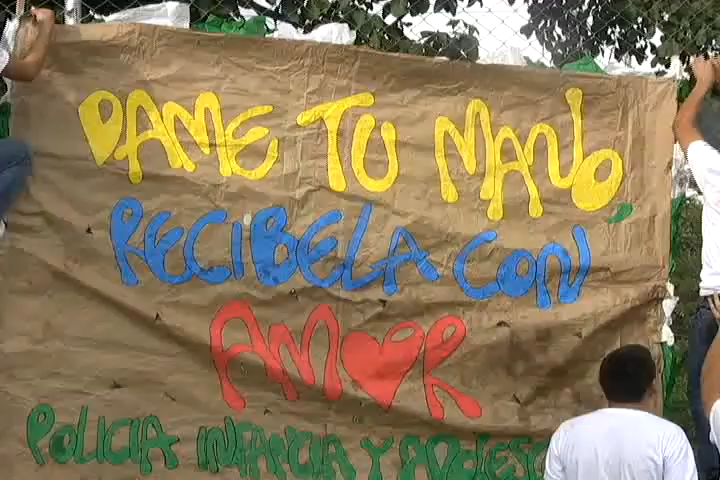 DAME TU MANO,
RECIBELA CON
AMOR
POLICIA INFANCIA Y ADOLESC